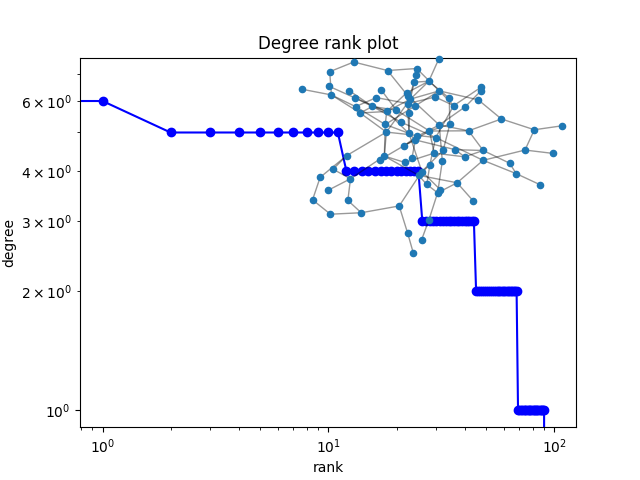 Degree rank plot
degree
6 × 10⁰
4 × 10⁰
3 × 10⁰
2 × 10⁰
10⁰
10⁰ 10¹ 10²
rank